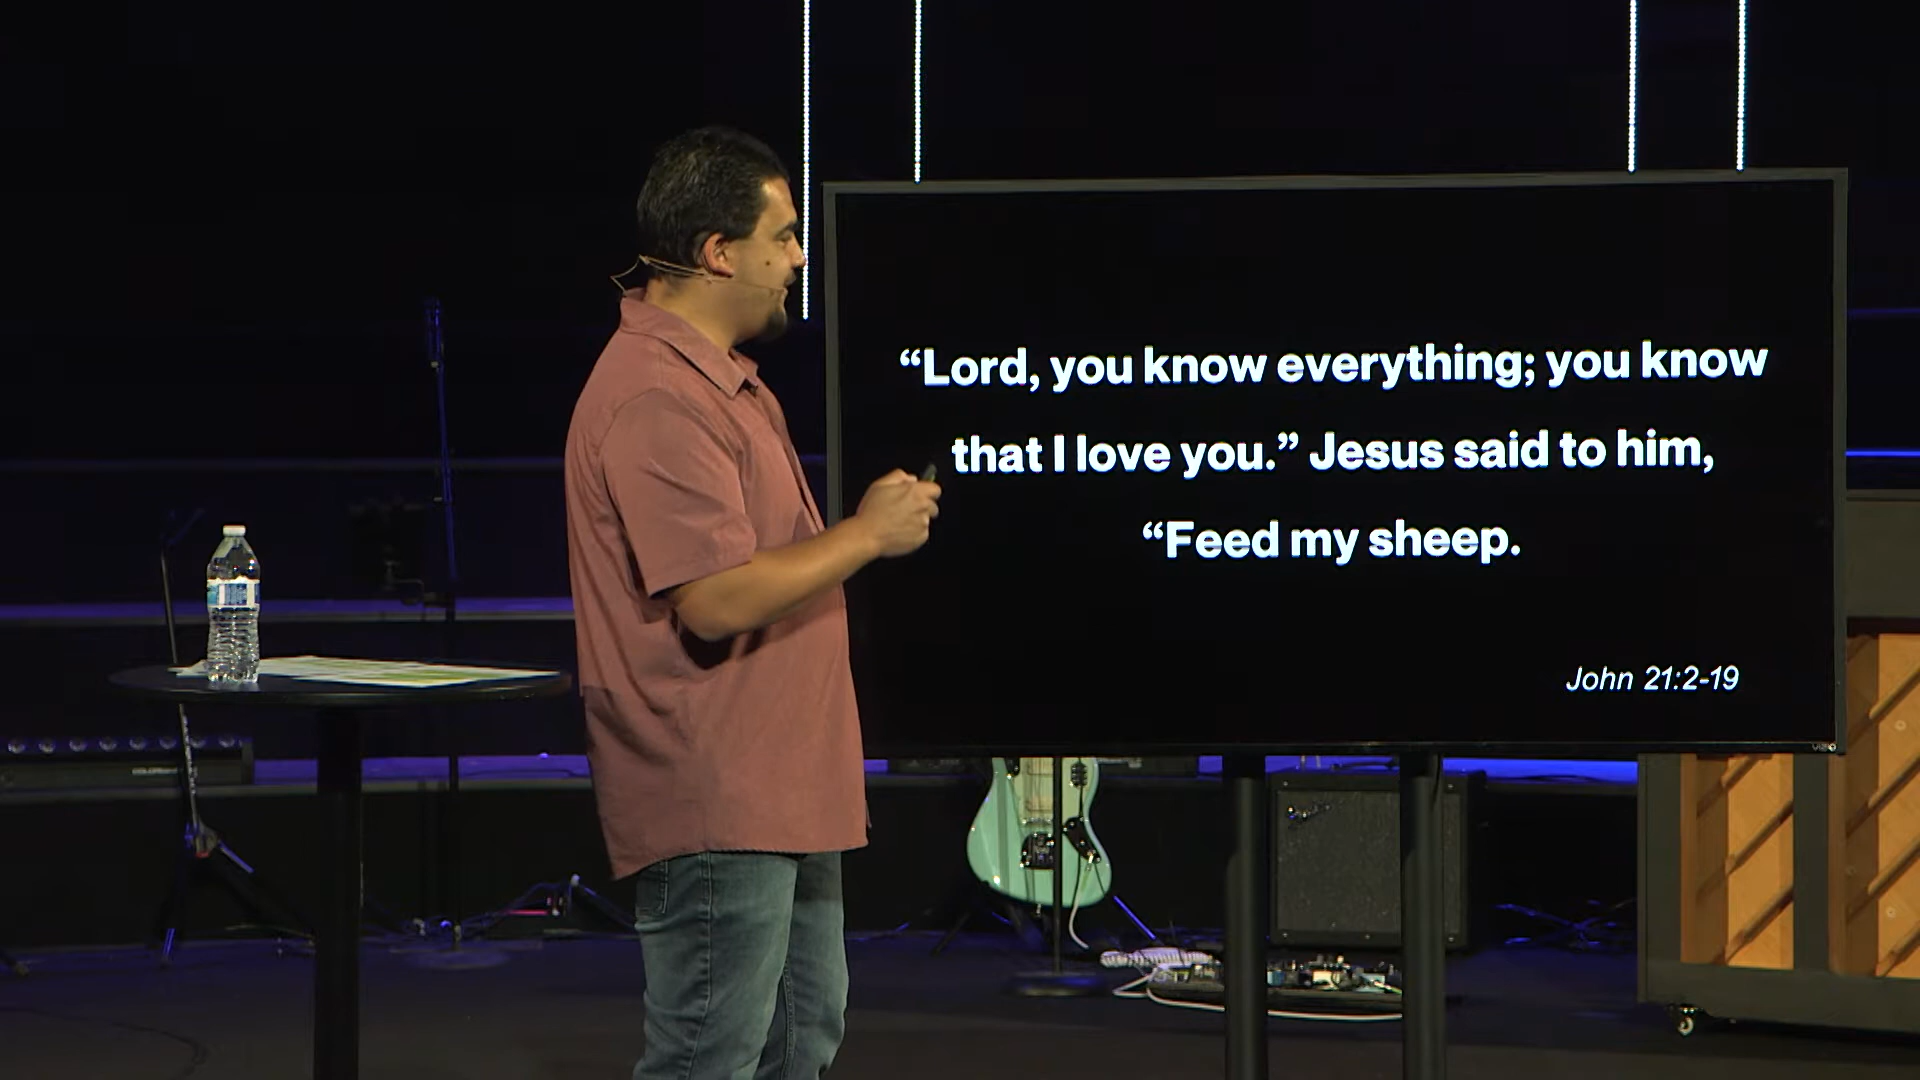 “Lord, you know everything; you know
that I love you.” Jesus said to him,
“Feed my sheep.
John 21:2-19
VIZIO